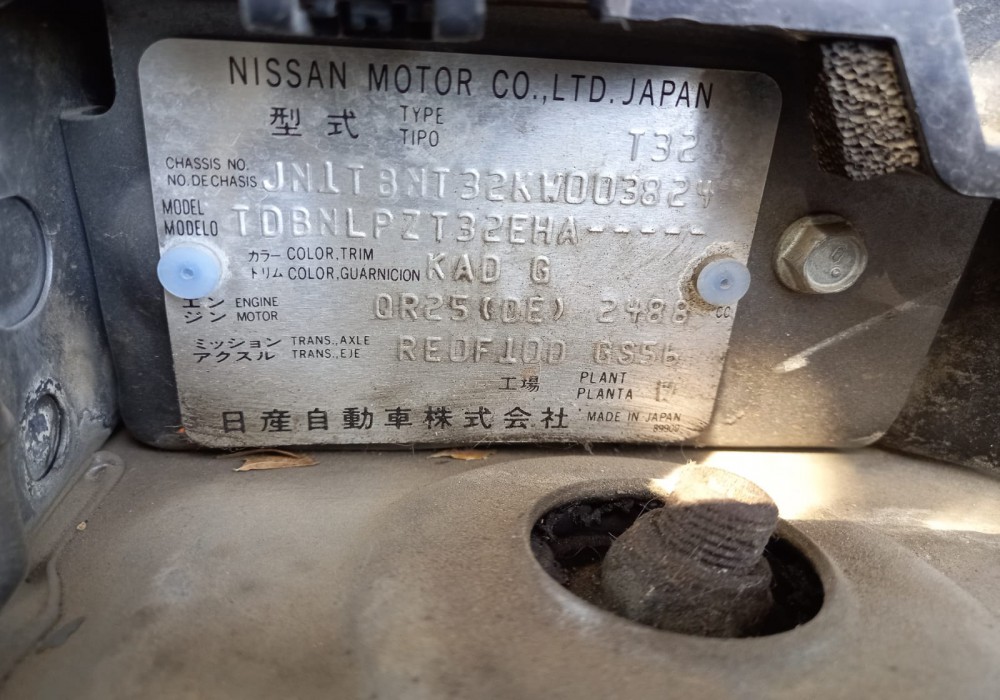 NISSAN MOTOR CO.,LTD. JAPAN
型式 TYPE
TIPO
T32
CHASSIS NO.
NO. DE CHASIS JN1TBNT32KW003824
MODEL
MODELO TDBNLPZT32EHA-----
カラー COLOR,TRIM
トリム COLOR,GUARNICION KAD G
エンジン ENGINE
MOTOR QR25(DE) 2488 CC
ミッション TRANS.,AXLE
アクスル TRANS.,EJE RE0F10D GS56
工場 PLANT
PLANTA
日産自動車株式会社 MADE IN JAPAN